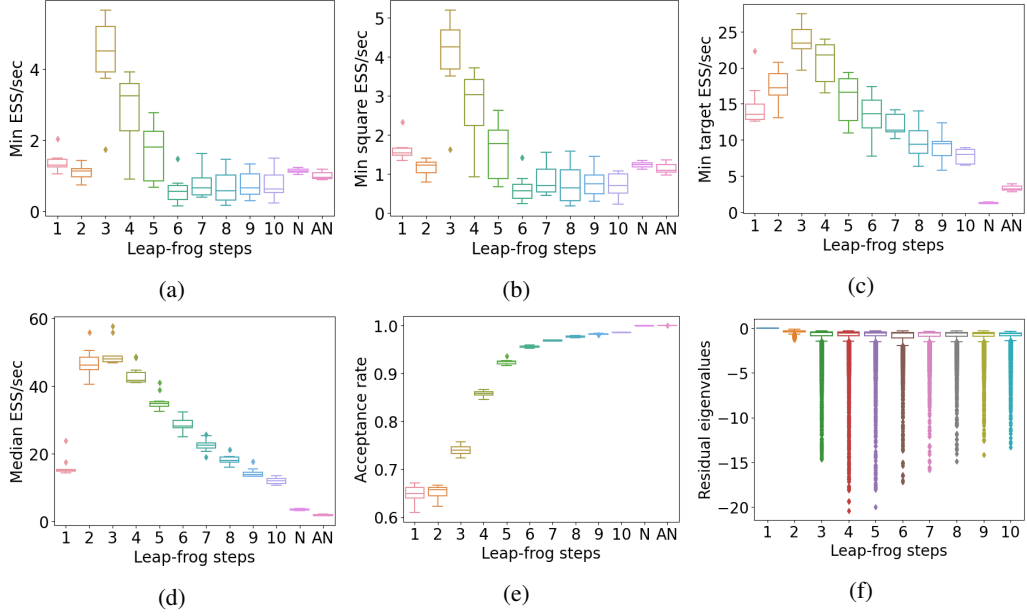 Min ESS/sec
4
2
0
1 2 3 4 5 6 7 8 9 10 N AN
Leap-frog steps
(a)
Min square ESS/sec
5
4
3
2
1
0
1 2 3 4 5 6 7 8 9 10 N AN
Leap-frog steps
(b)
Min target ESS/sec
25
20
15
10
5
0
1 2 3 4 5 6 7 8 9 10 N AN
Leap-frog steps
(c)
Median ESS/sec
60
40
20
0
1 2 3 4 5 6 7 8 9 10 N AN
Leap-frog steps
(d)
Acceptance rate
1.0
0.9
0.8
0.7
0.6
1 2 3 4 5 6 7 8 9 10 N AN
Leap-frog steps
(e)
Residual eigenvalues
0
−5
−10
−15
−20
1 2 3 4 5 6 7 8 9 10
Leap-frog steps
(f)